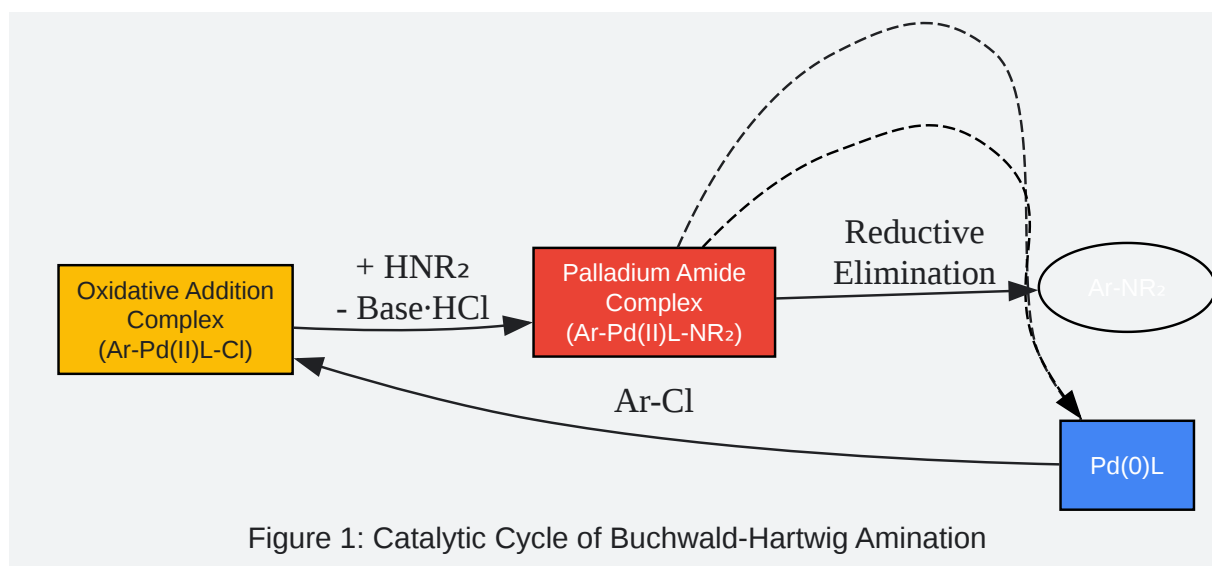 Reductive
Elimination
+ HNR₂
- Base·HCl
Oxidative Addition
Complex
(Ar-Pd(II)L-Cl)
Palladium Amide
Complex
(Ar-Pd(II)L-NR₂)
Ar-NR₂
Ar-Cl
Pd(0)L
Figure 1: Catalytic Cycle of Buchwald-Hartwig Amination